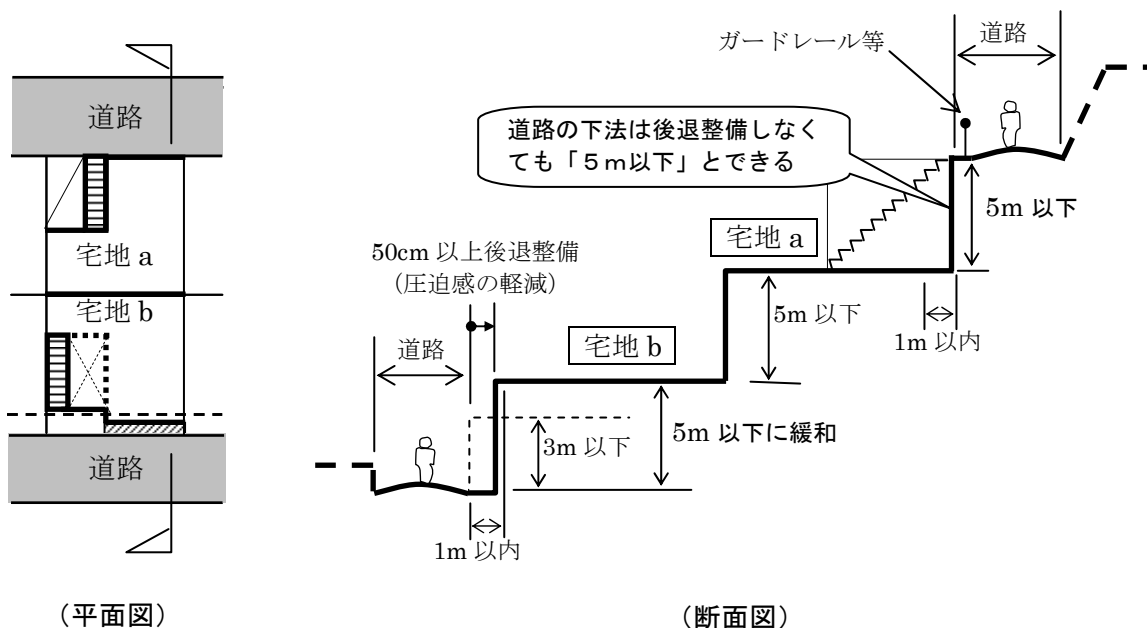 道路
宅地 a
宅地 b
道路
（平面図）
ガードレール等
道路
道路の下法は後退整備しなく
ても「５ｍ以下」とできる
5m 以下
宅地 a
50cm 以上後退整備
（圧迫感の軽減）
5m 以下
1m 以内
宅地 b
道路
3m 以下
5m 以下に緩和
1m 以内
（断面図）